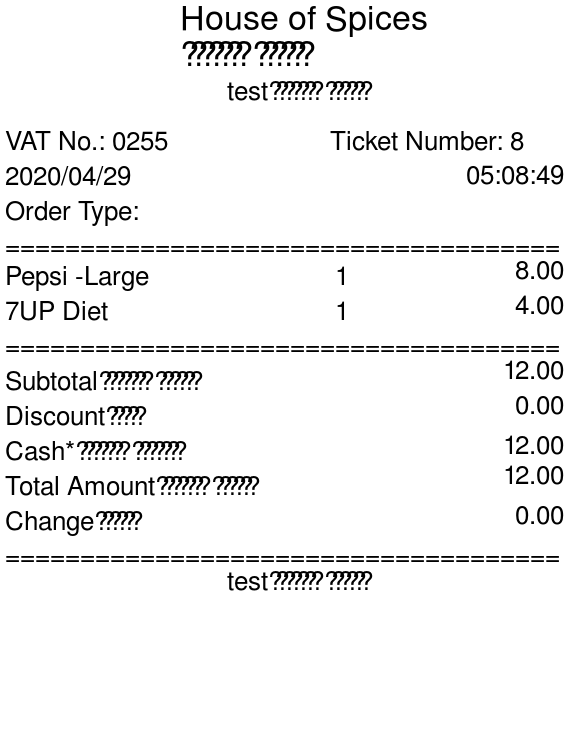 House of Spices
??????? ??????
test??????? ??????
VAT No.: 0255 Ticket Number: 8
2020/04/29 05:08:49
Order Type:
=====================================
Pepsi -Large 1 8.00
7UP Diet 1 4.00
=====================================
Subtotal??????? ?????? 12.00
Discount????? 0.00
Cash*??????? ?????? 12.00
Total Amount??????? ?????? 12.00
Change?????? 0.00
=====================================
test??????? ??????